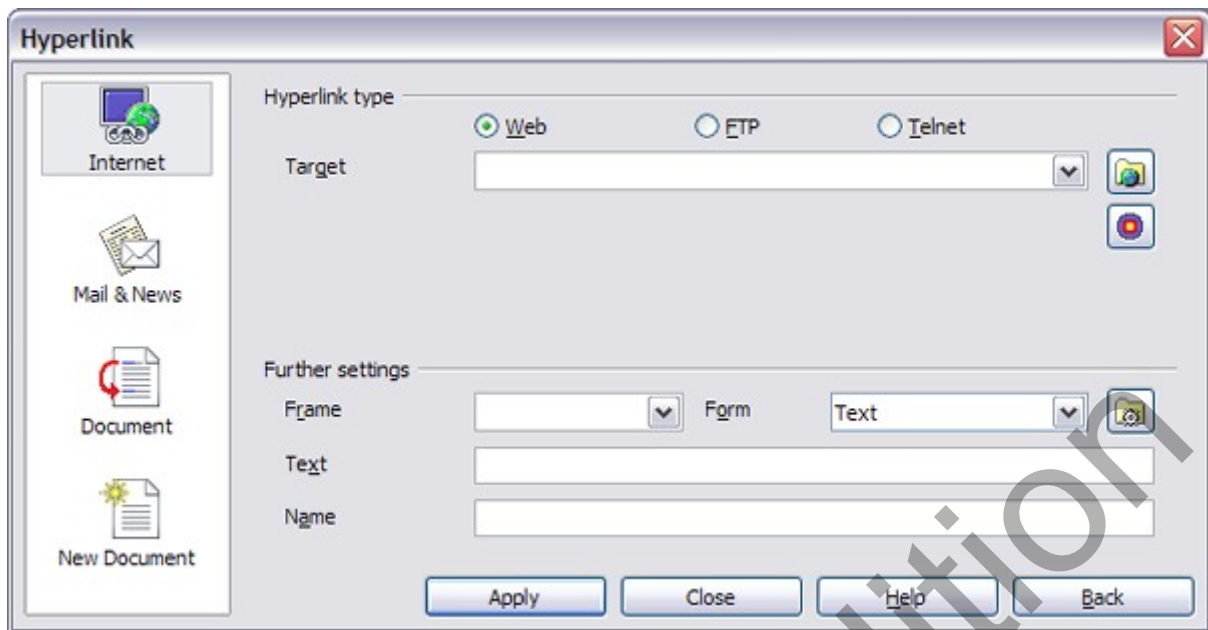 Hyperlink
Internet
Mail & News
Document
New Document
Hyperlink type
Web FTP Telnet
Target
Further settings
Frame Form Text
Text
Name
Apply Close Help Back